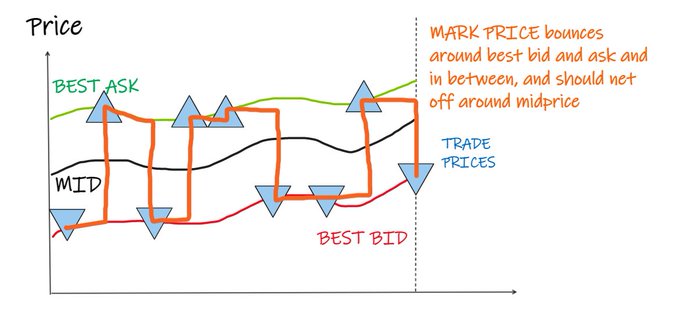 Price
MARK PRICE bounces
around best bid and ask and
in between, and should net
off around midprice
BEST ASK
TRADE
PRICES
MID
BEST BID